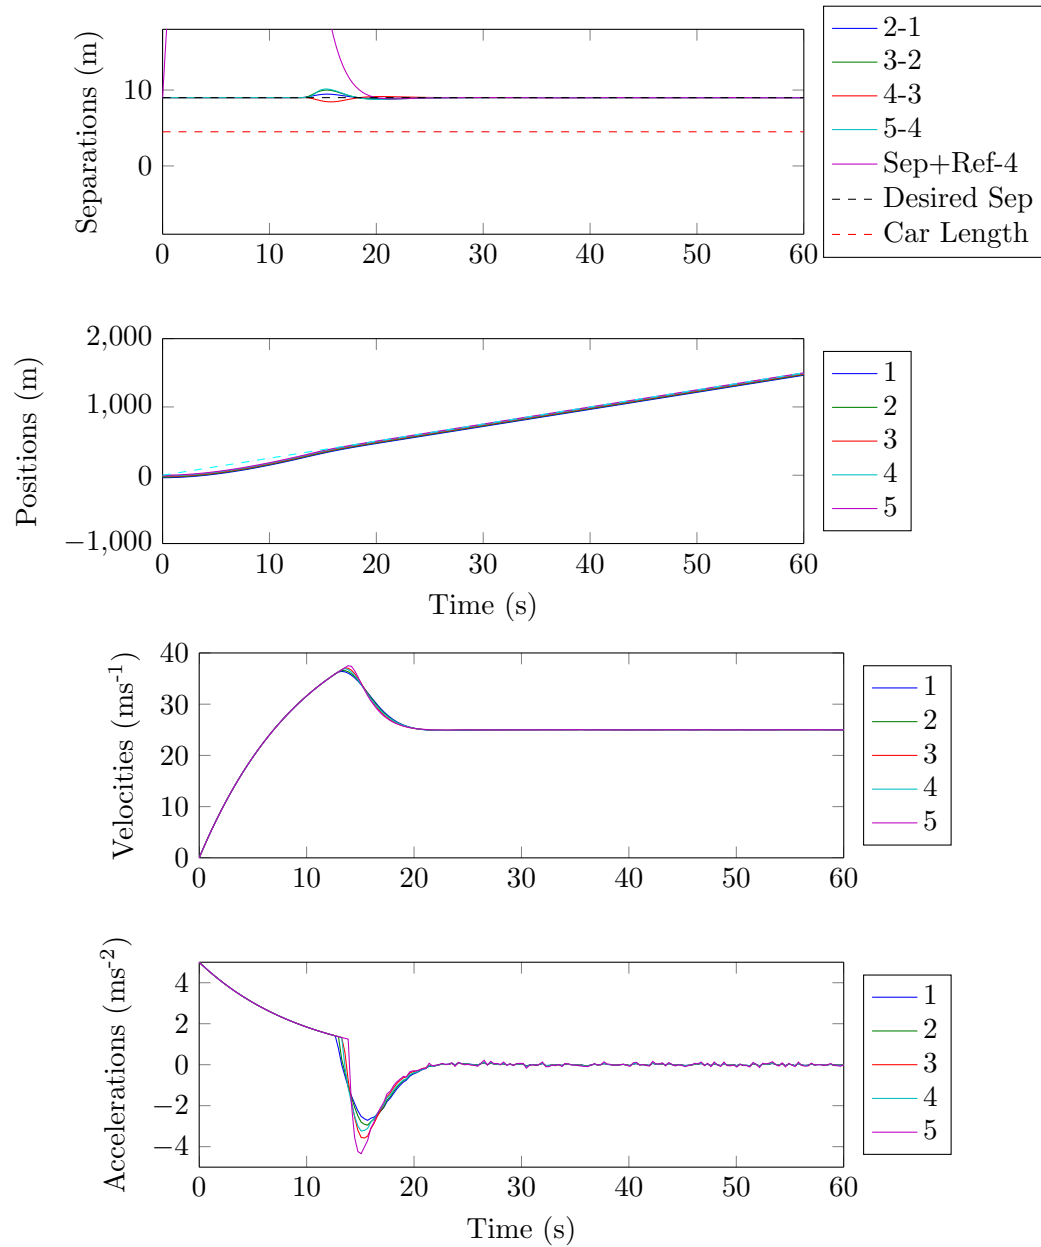 Separations (m)
10
0
0 10 20 30 40 50 60
2-1
3-2
4-3
5-4
Sep+Ref-4
Desired Sep
Car Length
Positions (m)
2,000
1,000
0
−1,000
0 10 20 30 40 50 60
Time (s)
1
2
3
4
5
Velocities (ms-1)
40
30
20
10
0
0 10 20 30 40 50 60
1
2
3
4
5
Accelerations (ms-2)
4
2
0
−2
−4
0 10 20 30 40 50 60
Time (s)
1
2
3
4
5